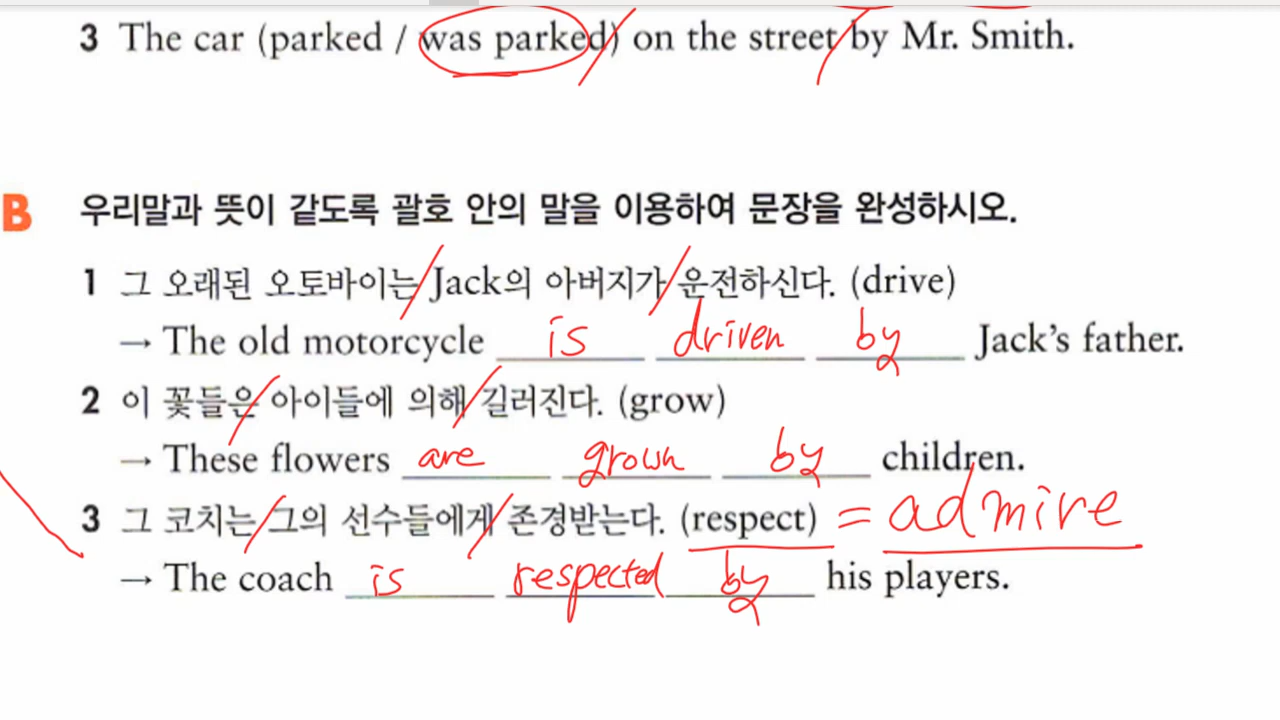 3 The car (parked / was parked) on the street by Mr. Smith.
B 우리말과 뜻이 같도록 괄호 안의 말을 이용하여 문장을 완성하시오.
1 그 오래된 오토바이는 Jack의 아버지가 운전하신다. (drive)
→ The old motorcycle is driven by Jack's father.
2 이 꽃들은 아이들에 의해 길러진다. (grow)
→ These flowers are grown by children.
3 그 코치는 그의 선수들에게 존경받는다. (respect) = admire
→ The coach is respected by his players.